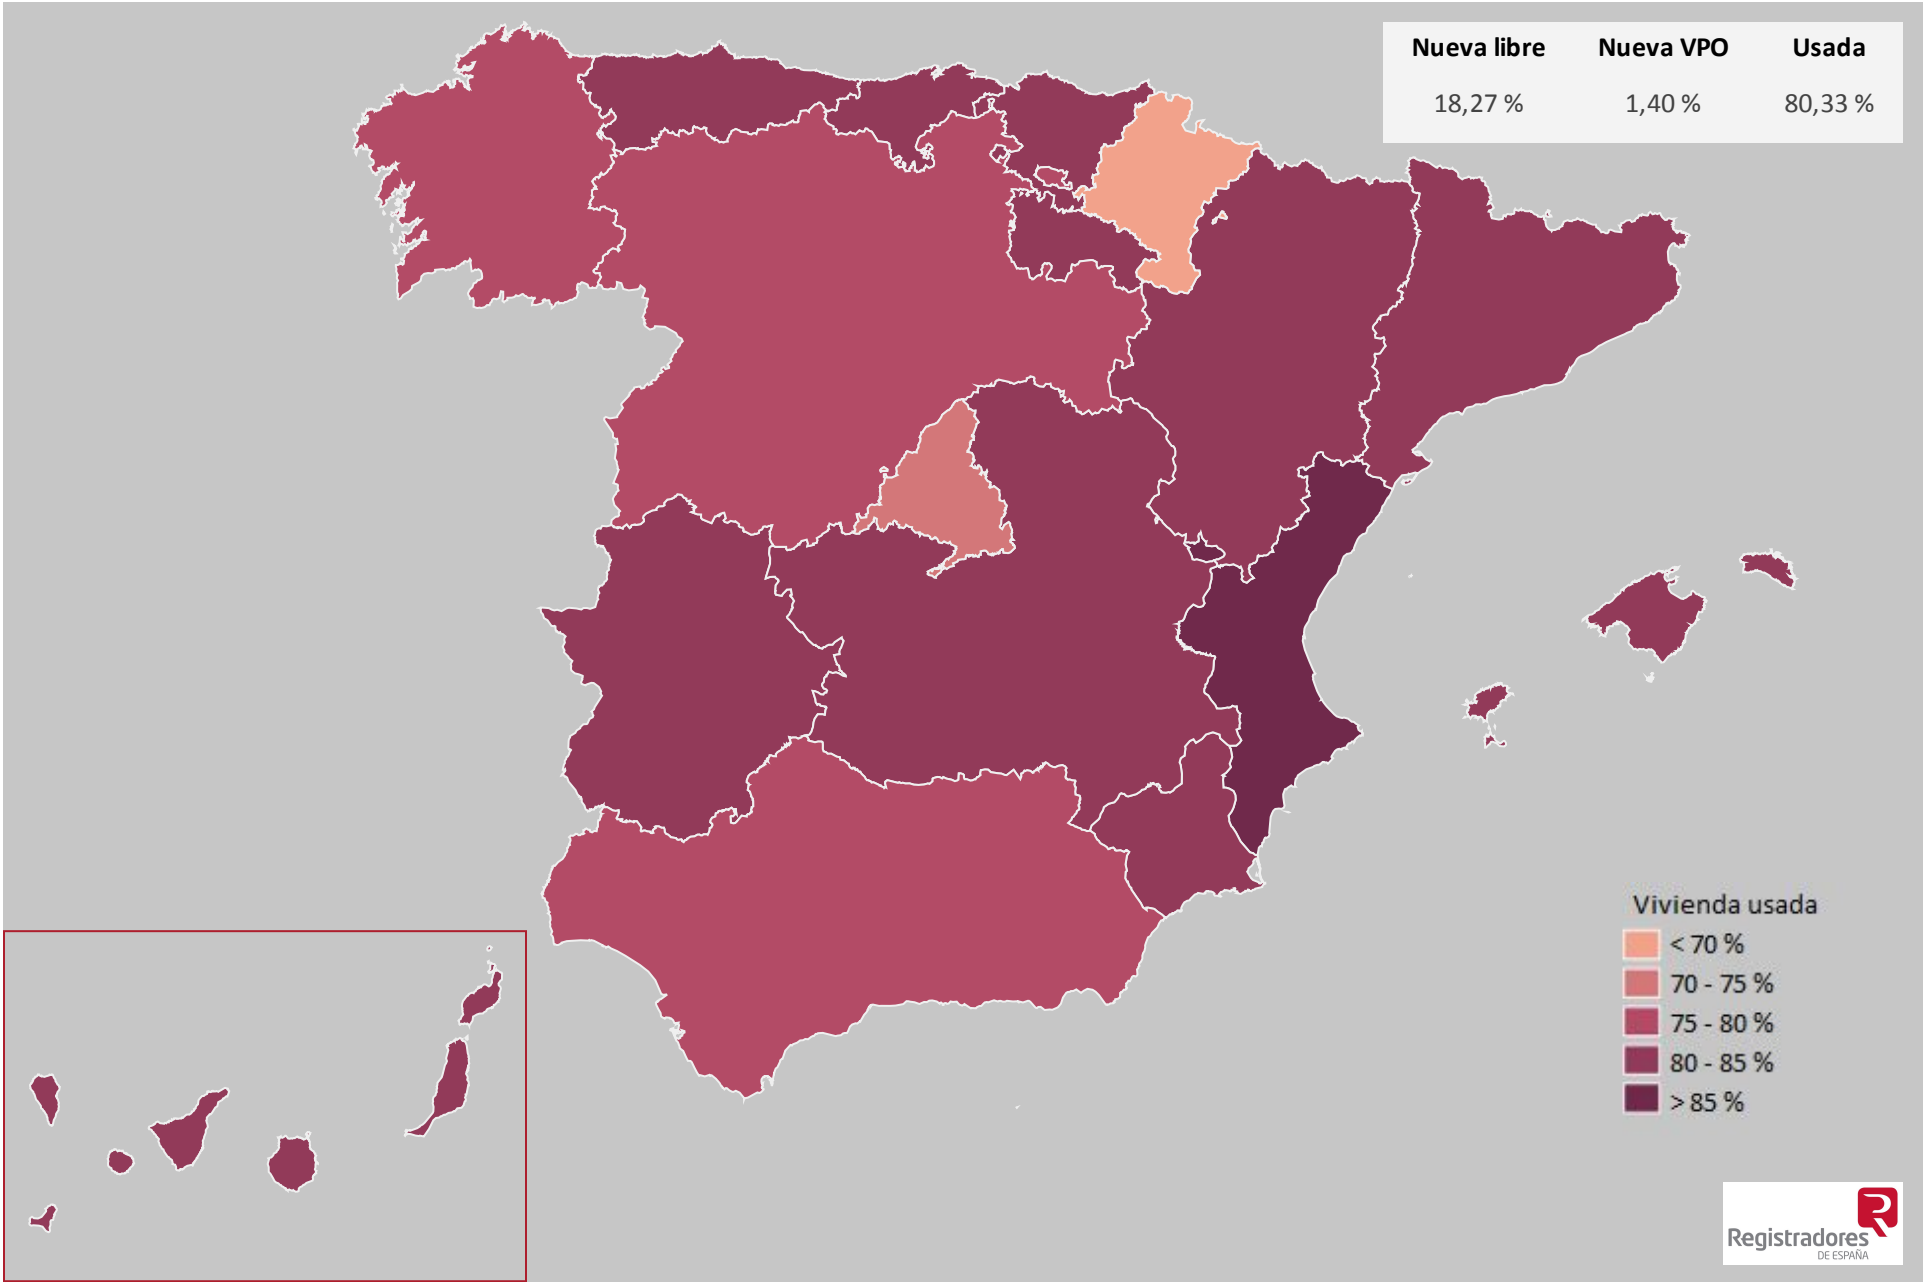 Nueva libre Nueva VPO Usada
18,27 % 1,40 % 80,33 %
Vivienda usada
< 70 %
70 - 75 %
75 - 80 %
80 - 85 %
> 85 %
Registradores
DE ESPAÑA